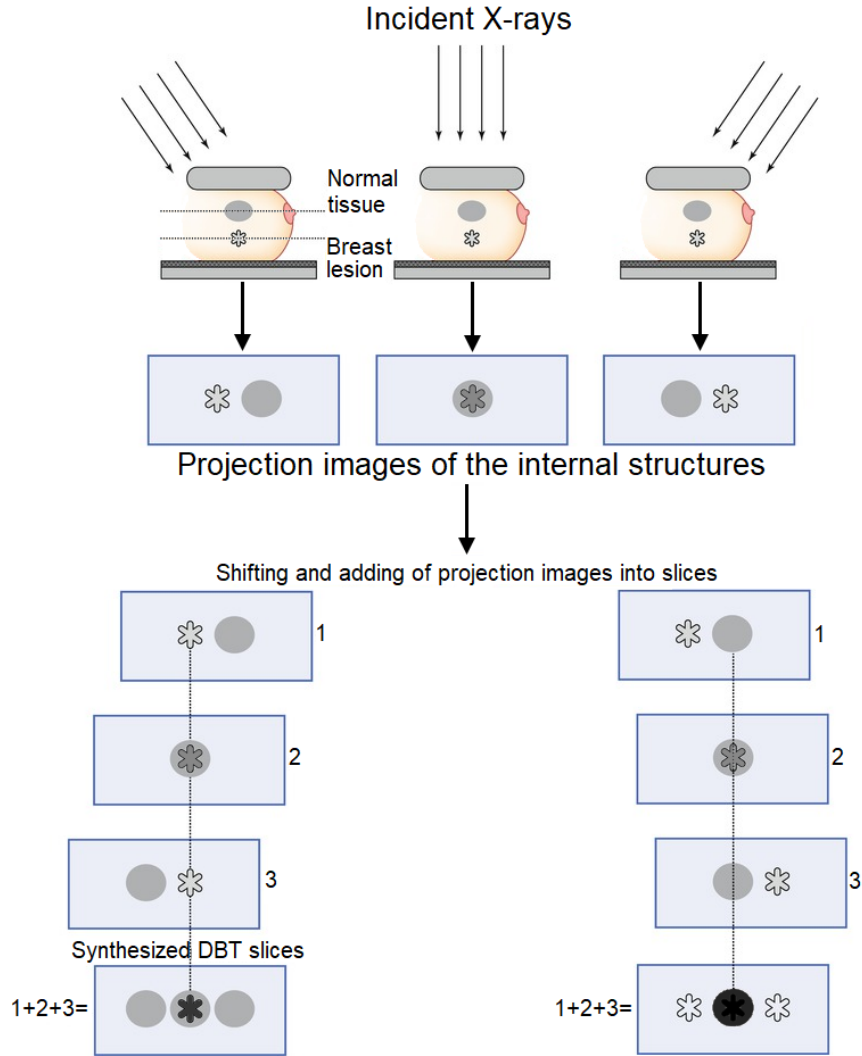 Incident X-rays
Normal
tissue
Breast
lesion
Projection images of the internal structures
Shifting and adding of projection images into slices
1
1
2
2
3
3
Synthesized DBT slices
1+2+3=
1+2+3=